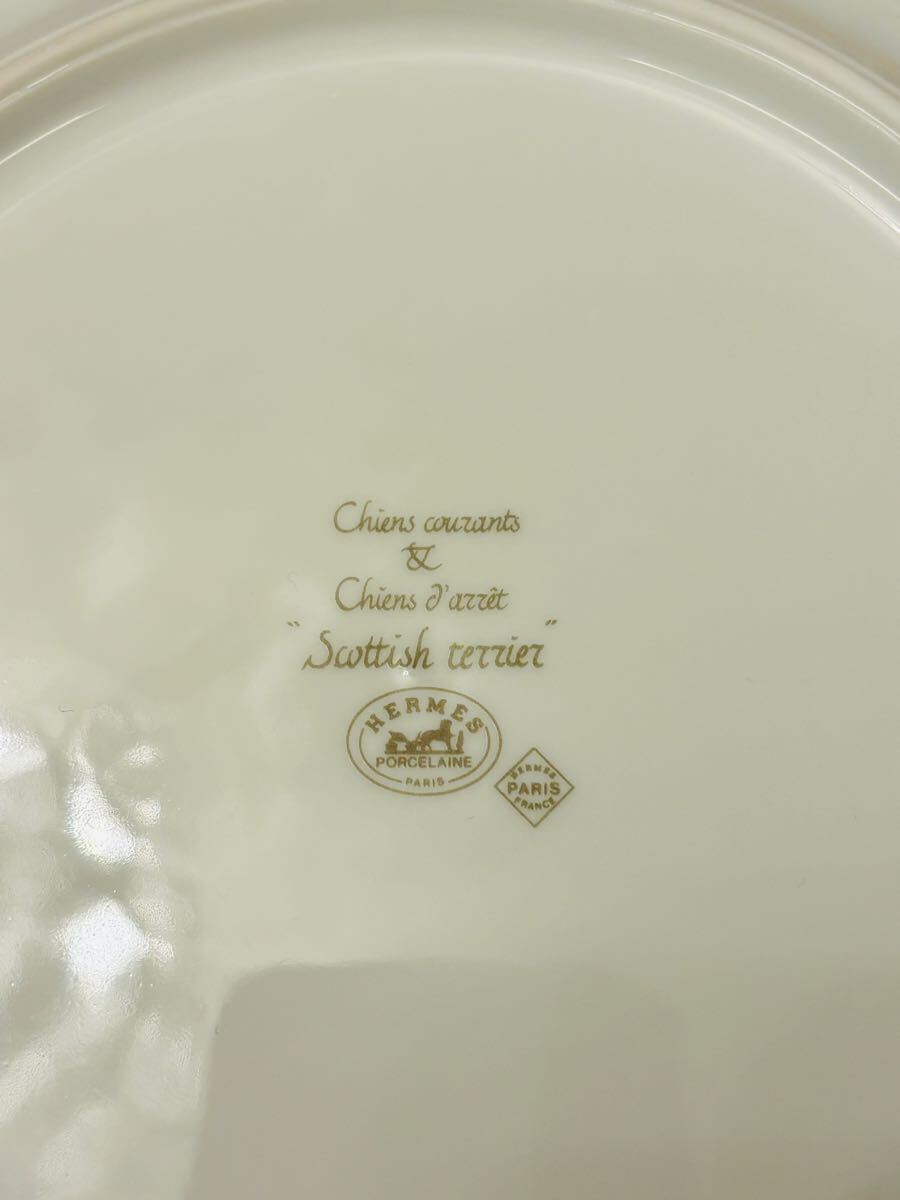 Chiens courants
&
Chiens d'arrêt
"Scottish terrier"
HERMES
PORCELAINE
PARIS
HERMES
PARIS
FRANCE